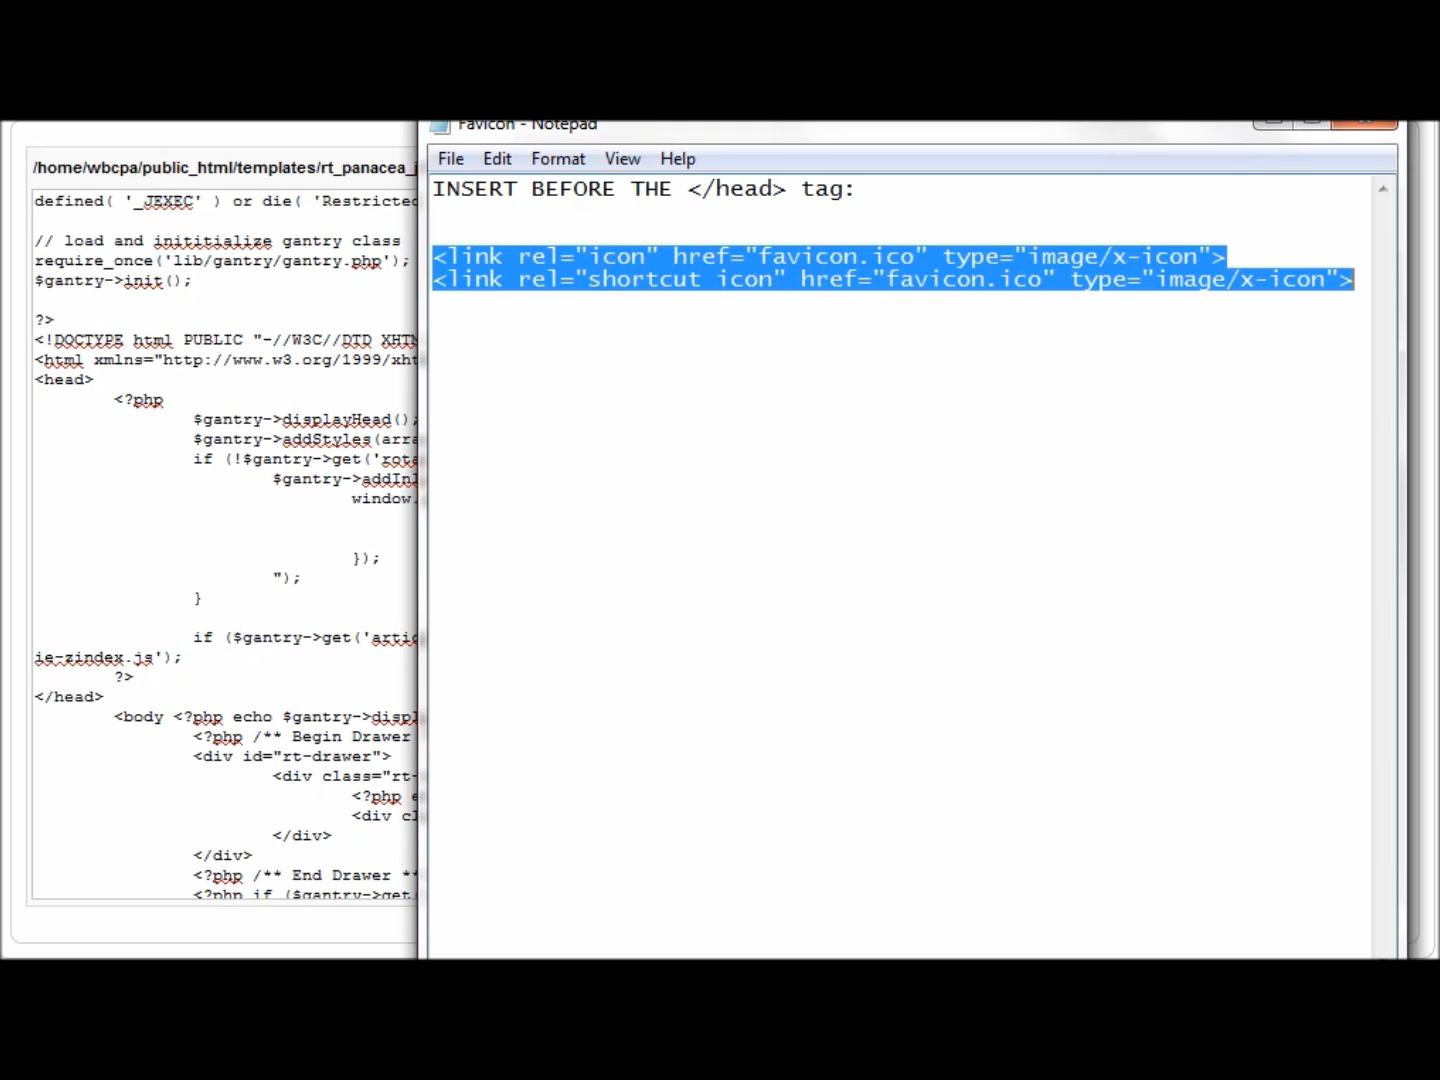 /home/wbcpa/public_html/templates/rt_panacea_j
defined( '_JEXEC' ) or die( 'Restricted
// load and inititialize gantry class
require_once('lib/gantry/gantry.php');
$gantry->init();
?>
<!DOCTYPE html PUBLIC "-//W3C//DTD XHTM
<html xmlns="http://www.w3.org/1999/xht
<head>
<?php
$gantry->displayHead();
$gantry->addStyles(arra
if (!$gantry->get('rota
$gantry->addInl
window.
});
");
}
if ($gantry->get('artic
ie-zindex.js');
?>
</head>
<body <?php echo $gantry->displ
<?php /** Begin Drawer
<div id="rt-drawer">
<div class="rt-
<?php e
<div cl
</div>
</div>
<?php /** End Drawer **
<?php if ($gantry->get(
Favicon - Notepad
File Edit Format View Help
INSERT BEFORE THE </head> tag:
<link rel="icon" href="favicon.ico" type="image/x-icon">
<link rel="shortcut icon" href="favicon.ico" type="image/x-icon">